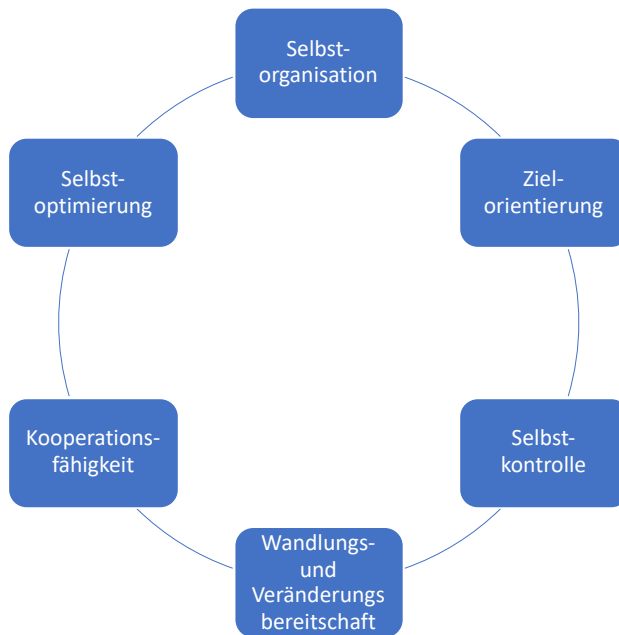 Selbst-
organisation
Ziel-
orientierung
Selbst-
kontrolle
Wandlungs-
und
Veränderungs
bereitschaft
Kooperations-
fähigkeit
Selbst-
optimierung